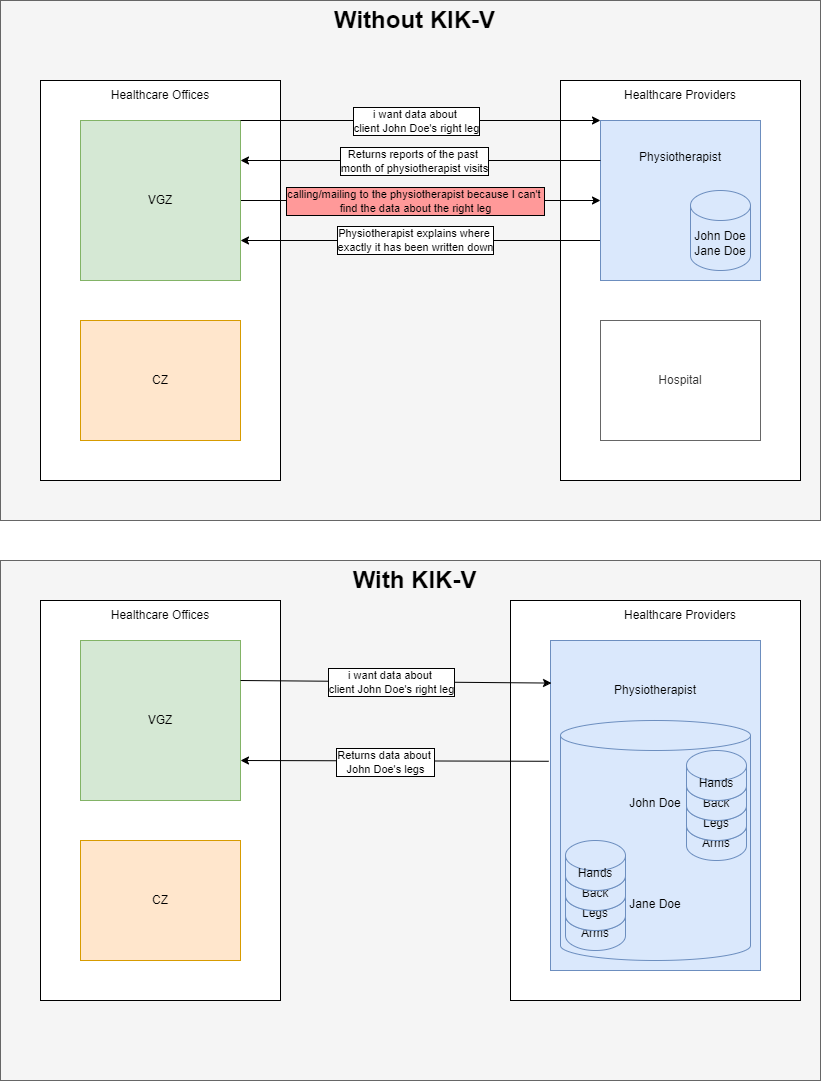 Without KIK-V
Healthcare Offices
Healthcare Providers
VGZ
i want data about
client John Doe's right leg
Returns reports of the past
month of physiotherapist visits
calling/mailing to the physiotherapist because I can't
find the data about the right leg
Physiotherapist explains where
exactly it has been written down
Physiotherapist
John Doe
Jane Doe
CZ
Hospital
With KIK-V
Healthcare Offices
Healthcare Providers
VGZ
i want data about
client John Doe's right leg
Returns data about
John Doe's legs
Physiotherapist
John Doe
Hands
Back
Legs
Arms
Hands
Back
Legs
Arms
Jane Doe
CZ